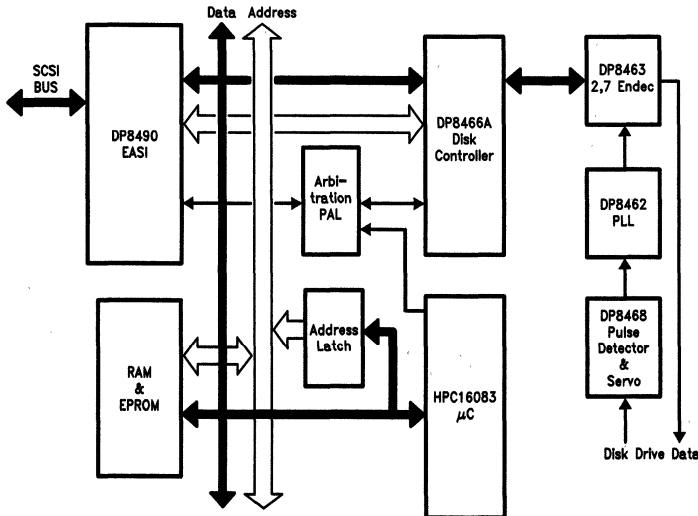 Data Address
SCSI
BUS
DP8490
EASI
DP8466A
Disk
Controller
DP8463
2,7 Endec
Arbi-
tration
PAL
DP8462
PLL
Address
Latch
DP8468
Pulse
Detector
&
Servo
RAM
&
EPROM
HPC16083
μC
Disk Drive Data